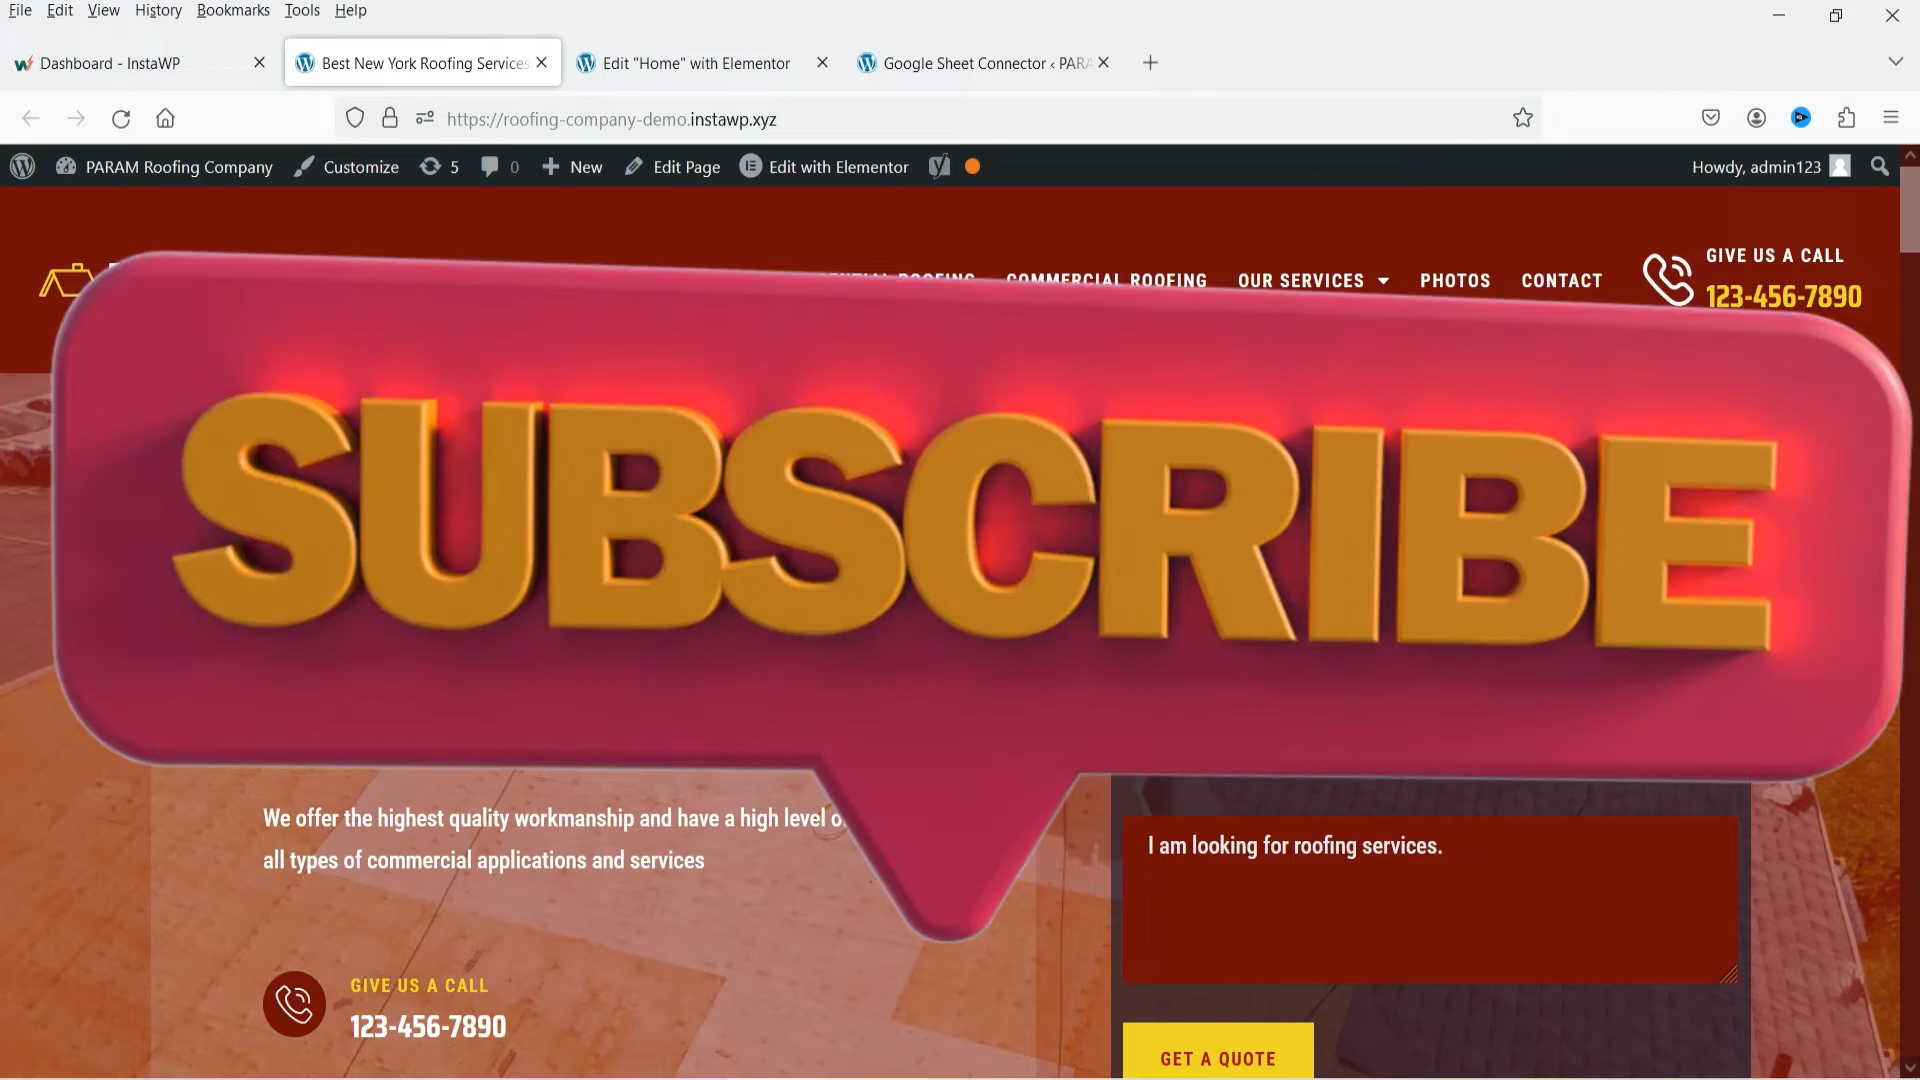 File Edit View History Bookmarks Tools Help
Dashboard - InstaWP
Best New York Roofing Services
Edit "Home" with Elementor
Google Sheet Connector ‹ PARA
https://roofing-company-demo.instawp.xyz
PARAM Roofing Company
Customize
5
0
New
Edit Page
Edit with Elementor
Howdy, admin123
COMMERCIAL ROOFING
OUR SERVICES
PHOTOS
CONTACT
GIVE US A CALL
123-456-7890
SUBSCRIBE
We offer the highest quality workmanship and have a high level
all types of commercial applications and services
I am looking for roofing services.
GIVE US A CALL
123-456-7890
GET A QUOTE